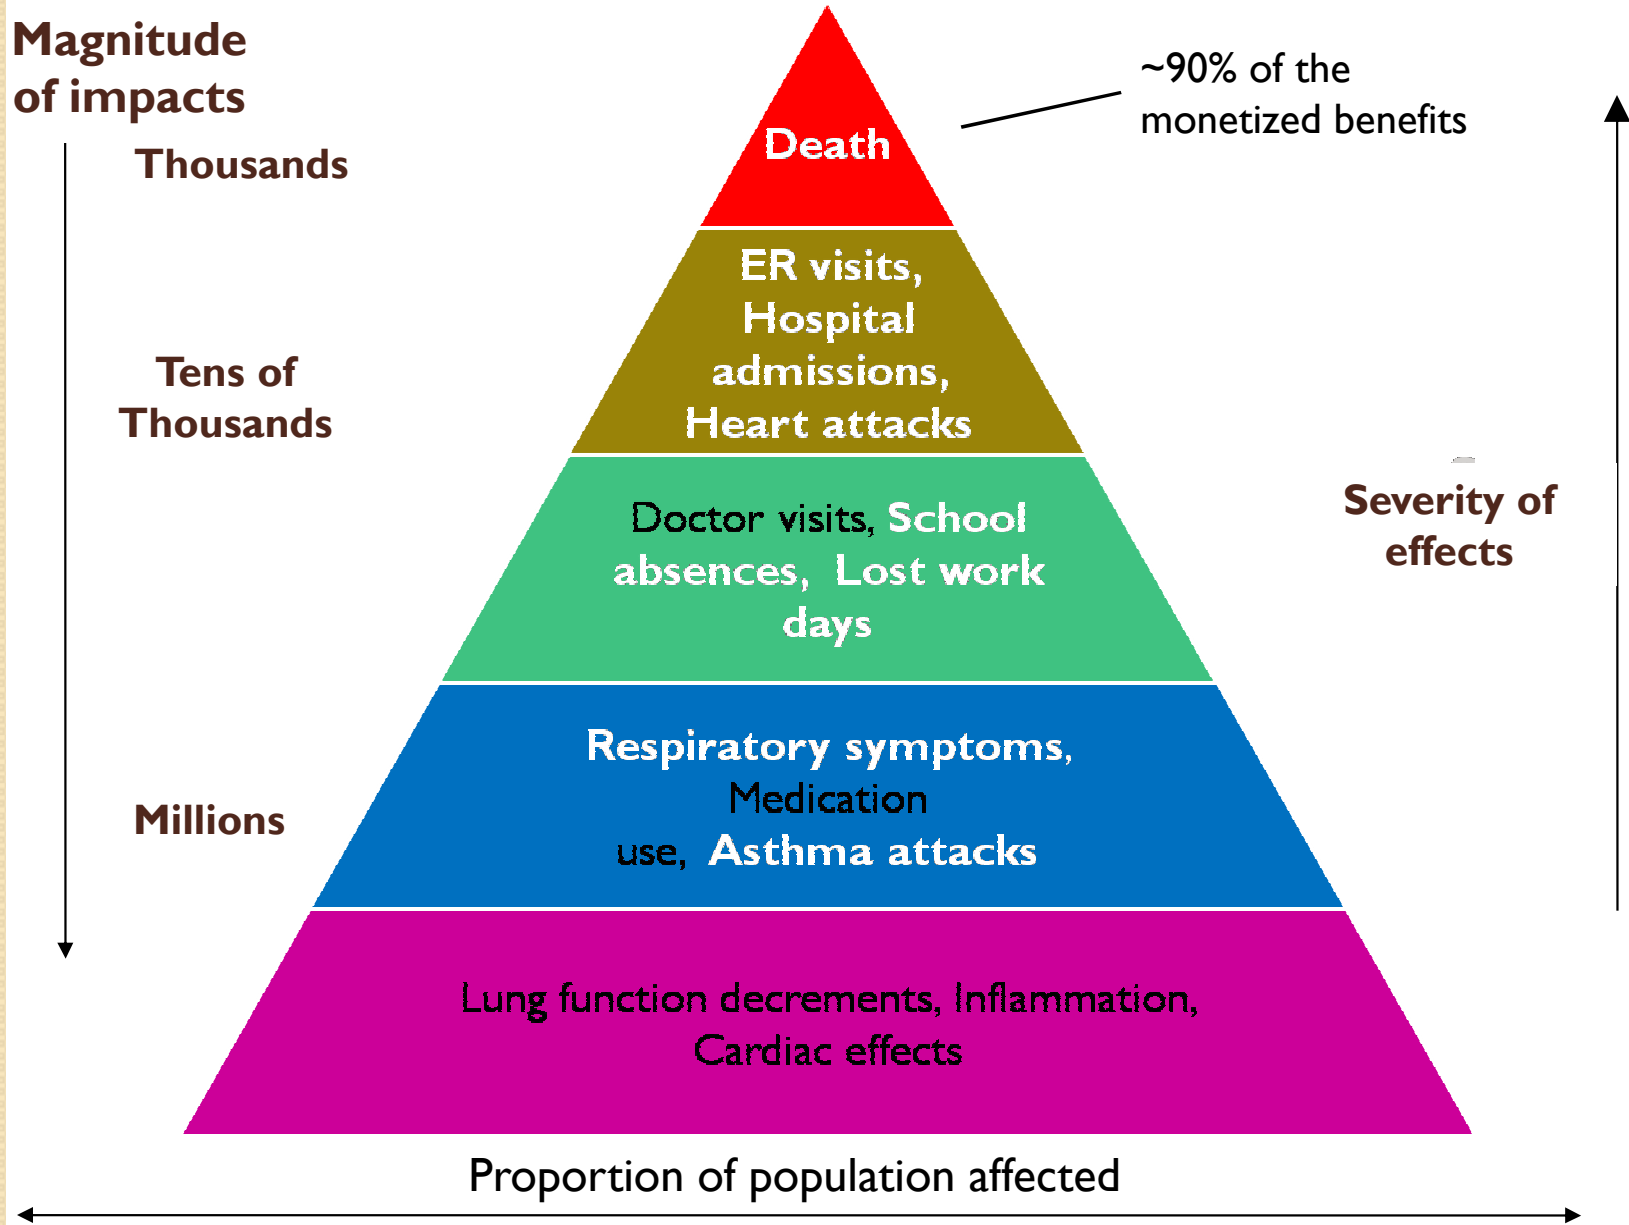 Magnitude
of impacts
Thousands
~90% of the
monetized benefits
Death
ER visits,
Hospital
admissions,
Heart attacks
Tens of
Thousands
Doctor visits, School
absences, Lost work
days
Severity of
effects
Respiratory symptoms,
Medication
use, Asthma attacks
Millions
Lung function decrements, Inflammation,
Cardiac effects
Proportion of population affected